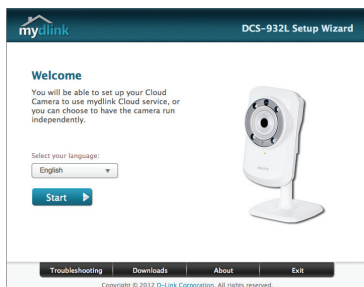 mydlink
DCS-932L Setup Wizard
Welcome
You will be able to set up your Cloud
Camera to use mydlink Cloud service, or
you can choose to have the camera run
independently.
Select your language:
English
Start
Troubleshooting Downloads About Exit
Copyright © 2012 D-Link Corporation. All rights reserved.